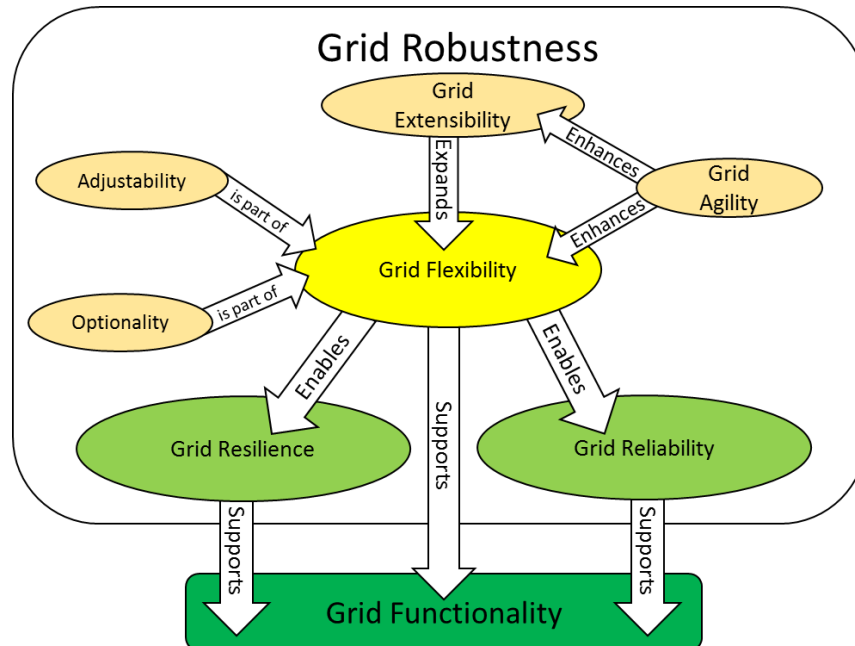 Grid Robustness
Grid
Extensibility
Enhances
Expands
Grid
Agility
Adjustability
is part of
Enhances
Grid Flexibility
Optionality
is part of
Enables
Enables
Supports
Grid Resilience
Grid Reliability
Supports
Supports
Grid Functionality